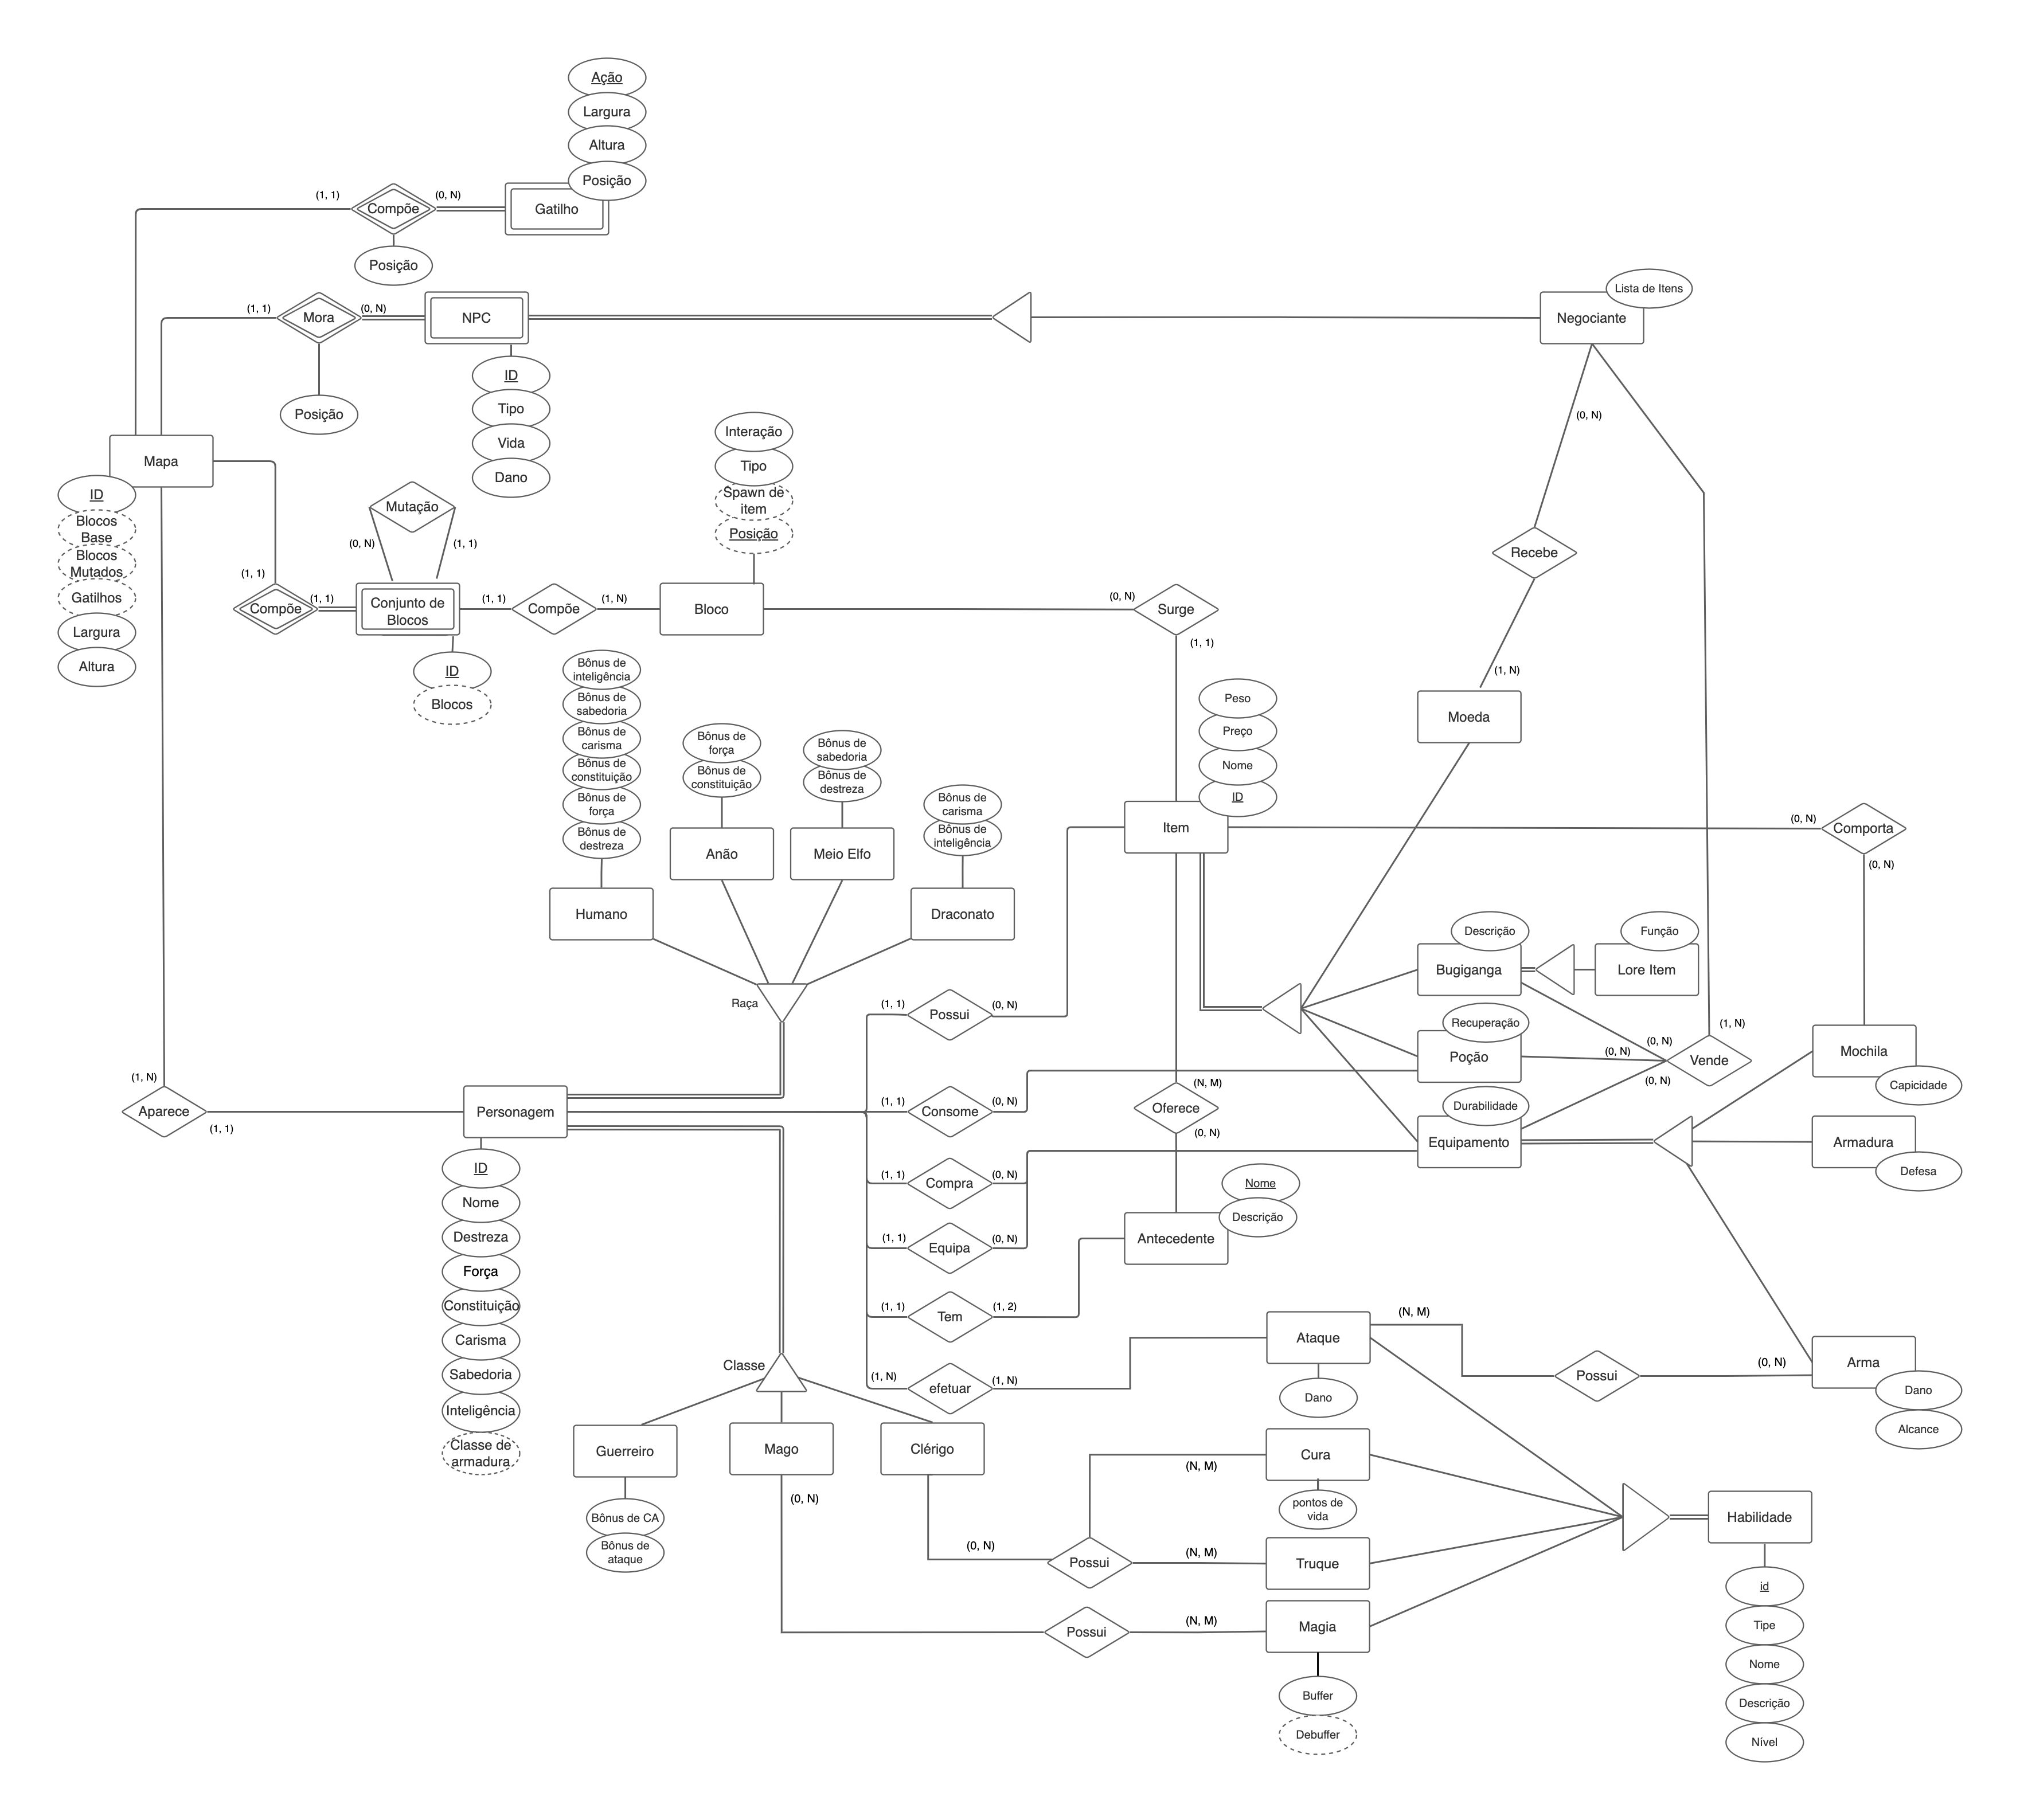 Ação
Largura
Altura
Posição
(1, 1)
Compõe
(0, N)
Gatilho
Posição
Lista de Itens
(1, 1)
Mora
(0, N)
NPC
Negociante
Posição
ID
Tipo
Vida
Dano
(0, N)
Mapa
ID
Blocos
Base
Blocos
Mutados
Gatilhos
Largura
Altura
Interação
Tipo
Spawn de
item
Posição
Mutação
(0, N)
(1, 1)
Recebe
(1, 1)
Compõe
(1, 1)
Conjunto de
Blocos
(1, 1)
Compõe
(1, N)
Bloco
(0, N)
Surge
(1, 1)
ID
Blocos
(1, N)
Moeda
Bônus de
inteligência
Bônus de
sabedoria
Bônus de
carisma
Bônus de
constituição
Bônus de
força
Bônus de
destreza
Bônus de
força
Bônus de
constituição
Bônus de
sabedoria
Bônus de
destreza
Bônus de
carisma
Bônus de
inteligência
Peso
Preço
Nome
ID
Item
(0, N)
Comporta
(0, N)
Humano
Anão
Meio Elfo
Draconato
Raça
Descrição
Bugiganga
Função
Lore Item
(1, 1)
Possui
(0, N)
Recuperação
Poção
(0, N)
(0, N)
(0, N)
(1, N)
Vende
Mochila
Capicidade
(1, N)
Aparece
(1, 1)
Personagem
(1, 1)
Consome
(0, N)
(N, M)
Oferece
(0, N)
Durabilidade
Equipamento
Armadura
Defesa
ID
Nome
Destreza
Força
Constituição
Carisma
Sabedoria
Inteligência
Classe de
armadura
(1, 1)
Compra
(0, N)
Nome
Descrição
Antecedente
(1, 1)
Equipa
(0, N)
(1, 1)
Tem
(1, 2)
Classe
(1, N)
efetuar
(1, N)
Ataque
Dano
(N, M)
Possui
(0, N)
Arma
Dano
Alcance
Guerreiro
Mago
Clérigo
Bônus de CA
Bônus de
ataque
(0, N)
(N, M)
Cura
pontos de
vida
Habilidade
(0, N)
Possui
(N, M)
Truque
Possui
(N, M)
Magia
Buffer
Debuffer
id
Tipe
Nome
Descrição
Nível